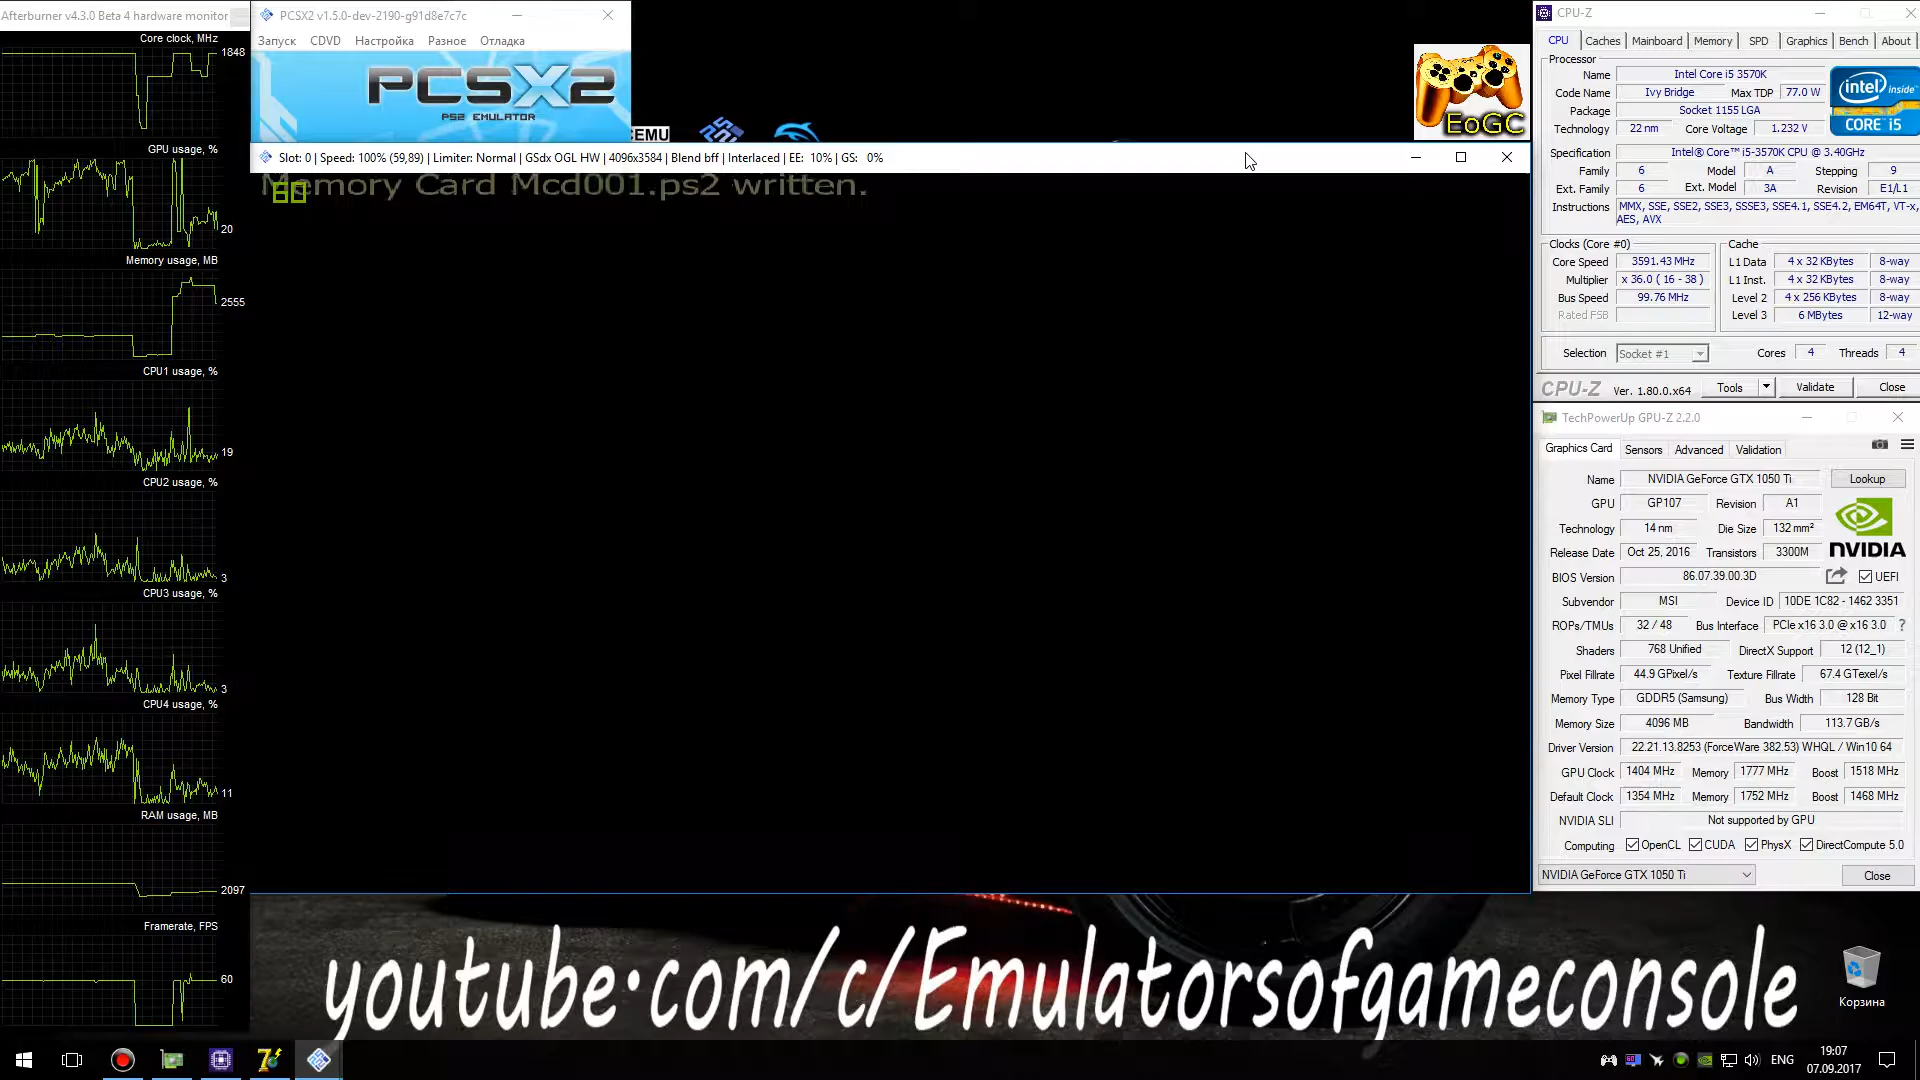 Afterburner v4.3.0 Beta 4 hardware monitor
Core clock, MHz
1848
GPU usage, %
20
Memory usage, MB
2555
CPU1 usage, %
19
CPU2 usage, %
3
CPU3 usage, %
3
CPU4 usage, %
11
RAM usage, MB
2097
Framerate, FPS
60
PCSX2 v1.5.0-dev-2190-g91d8e7c7c
Запуск CDVD Настройка Разное Отладка
PCSX2
PS2 EMULATOR
CEMU
EoGC
Slot: 0 | Speed: 100% (59,89) | Limiter: Normal | GSdx OGL HW | 4096x3584 | Blend bff | Interlaced | EE: 10% | GS: 0%
Memory Card Mcd001.ps2 written.
60
CPU-Z
CPU Caches Mainboard Memory SPD Graphics Bench About
Processor
Name Intel Core i5 3570K
Code Name Ivy Bridge Max TDP 77.0 W
Package Socket 1155 LGA
Technology 22 nm Core Voltage 1.232 V
intel inside
CORE i5
Specification Intel® Core™ i5-3570K CPU @ 3.40GHz
Family 6 Model A Stepping 9
Ext. Family 6 Ext. Model 3A Revision E1/L1
Instructions MMX, SSE, SSE2, SSE3, SSSE3, SSE4.1, SSE4.2, EM64T, VT-x,
AES, AVX
Clocks (Core #0) Cache
Core Speed 3591.43 MHz L1 Data 4 x 32 KBytes 8-way
Multiplier x 36.0 ( 16 - 38 ) L1 Inst. 4 x 32 KBytes 8-way
Bus Speed 99.76 MHz Level 2 4 x 256 KBytes 8-way
Rated FSB Level 3 6 MBytes 12-way
Selection Socket #1 Cores 4 Threads 4
CPU-Z Ver. 1.80.0.x64 Tools Validate Close
TechPowerUp GPU-Z 2.2.0
Graphics Card Sensors Advanced Validation
Name NVIDIA GeForce GTX 1050 Ti Lookup
GPU GP107 Revision A1
Technology 14 nm Die Size 132 mm²
Release Date Oct 25, 2016 Transistors 3300M
NVIDIA
BIOS Version 86.07.39.00.3D UEFI
Subvendor MSI Device ID 10DE 1C82 - 1462 3351
ROPs/TMUs 32 / 48 Bus Interface PCIe x16 3.0 @ x16 3.0 ?
Shaders 768 Unified DirectX Support 12 (12_1)
Pixel Fillrate 44.9 GPixel/s Texture Fillrate 67.4 GTexel/s
Memory Type GDDR5 (Samsung) Bus Width 128 Bit
Memory Size 4096 MB Bandwidth 113.7 GB/s
Driver Version 22.21.13.8253 (ForceWare 382.53) WHQL / Win10 64
GPU Clock 1404 MHz Memory 1777 MHz Boost 1518 MHz
Default Clock 1354 MHz Memory 1752 MHz Boost 1468 MHz
NVIDIA SLI Not supported by GPU
Computing OpenCL CUDA PhysX DirectCompute 5.0
NVIDIA GeForce GTX 1050 Ti Close
youtube.com/c/Emulatorsofgameconsole
Корзина
ENG
19:07
07.09.2017